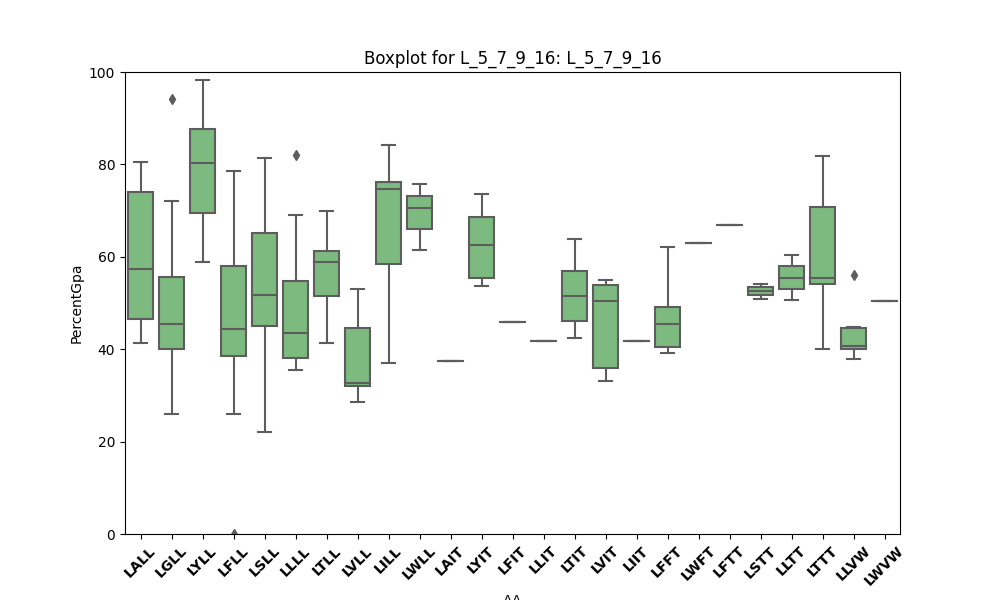 Boxplot for L_5_7_9_16: L_5_7_9_16
PercentGpa
100
80
60
40
20
0
LALL LGLL LYLL LFLL LSLL LLLL LTLL LVLL LILL LWLL LAIT LYIT LFIT LLIT LTIT LVIT LIIT LFFT LWFT LFTT LSTT LLTT LTTT LLVW LWVW